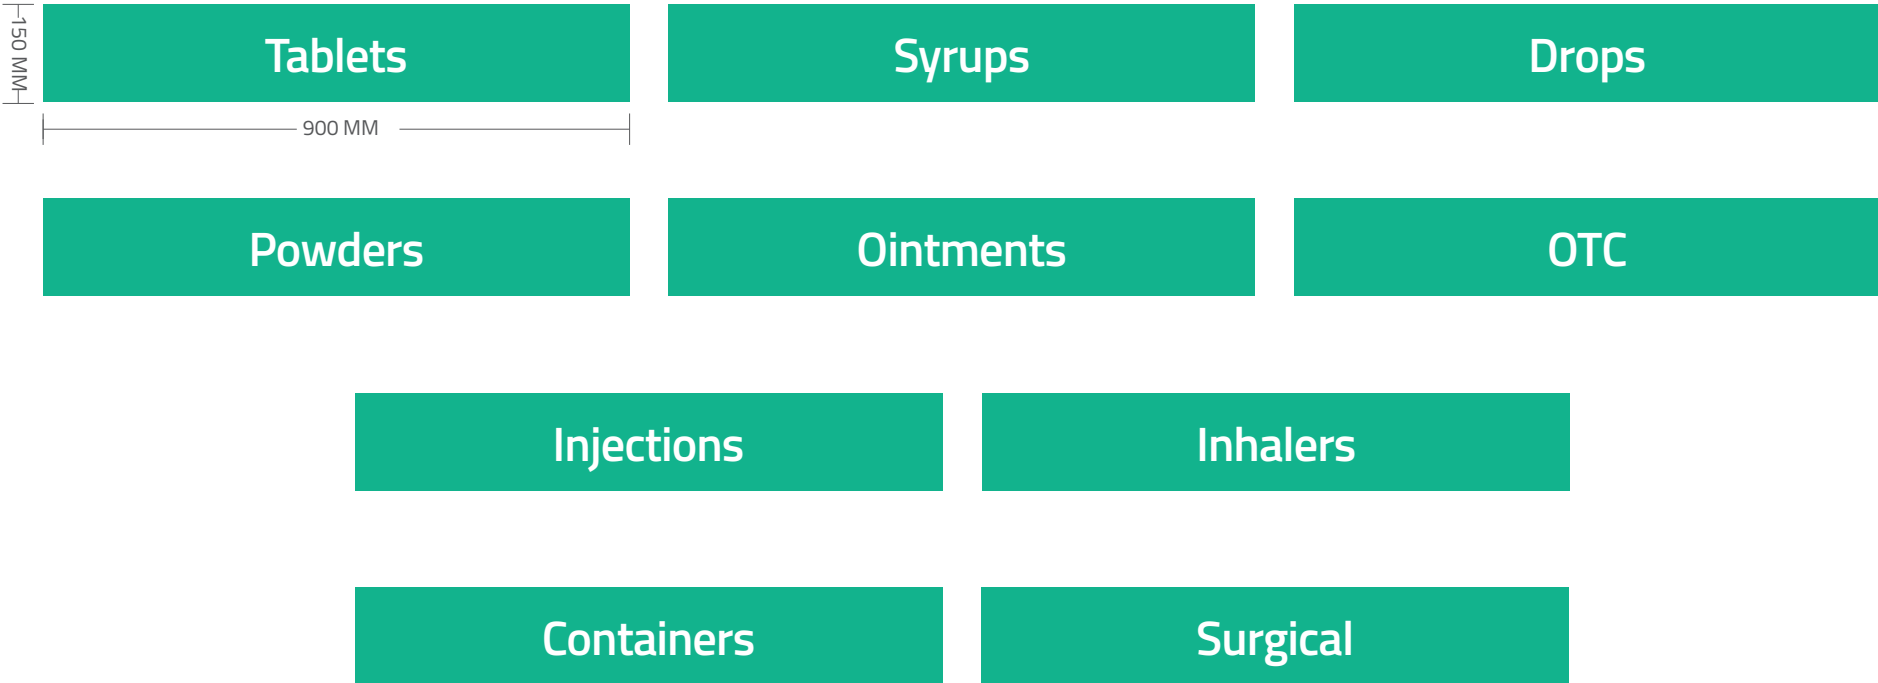 150 MM
Tablets
Syrups
Drops
900 MM
Powders
Ointments
OTC
Injections
Inhalers
Containers
Surgical